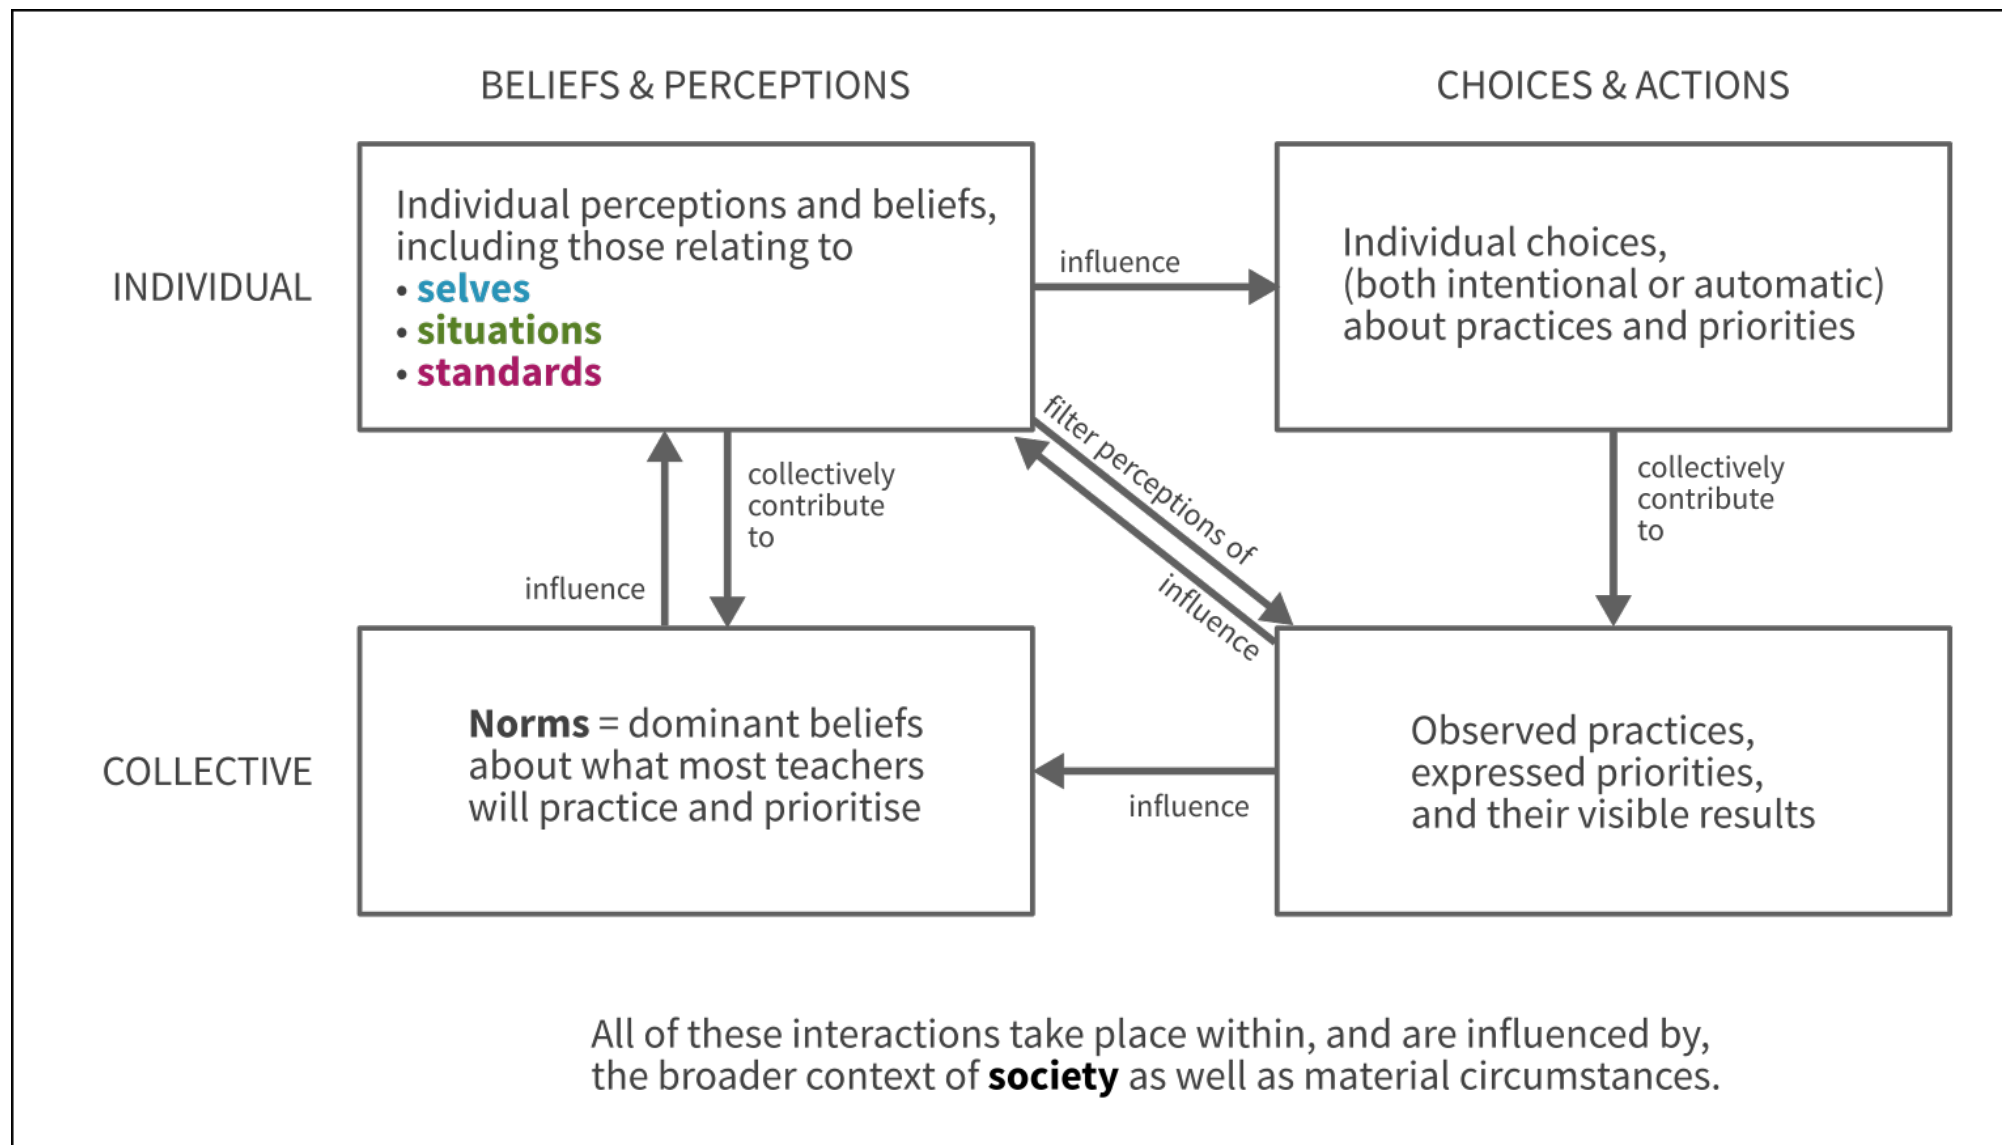 BELIEFS & PERCEPTIONS
CHOICES & ACTIONS
INDIVIDUAL
Individual perceptions and beliefs,
including those relating to
• selves
• situations
• standards
influence
Individual choices,
(both intentional or automatic)
about practices and priorities
collectively
contribute
to
influence
filter perceptions of
influence
collectively
contribute
to
COLLECTIVE
Norms = dominant beliefs
about what most teachers
will practice and prioritise
influence
Observed practices,
expressed priorities,
and their visible results
All of these interactions take place within, and are influenced by,
the broader context of society as well as material circumstances.